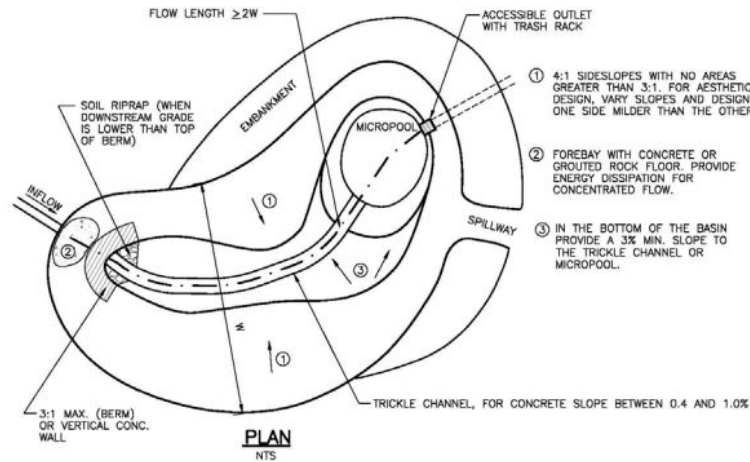 FLOW LENGTH ≥2W
ACCESSIBLE OUTLET
WITH TRASH RACK
① 4:1 SIDESLOPES WITH NO AREAS
GREATER THAN 3:1. FOR AESTHETIC
DESIGN, VARY SLOPES AND DESIGN
ONE SIDE MILDER THAN THE OTHER
SOIL RIPRAP (WHEN
DOWNSTREAM GRADE
IS LOWER THAN TOP
OF BERM)
EMBANKMENT
MICROPOOL
② FOREBAY WITH CONCRETE OR
GROUTED ROCK FLOOR. PROVIDE
ENERGY DISSIPATION FOR
CONCENTRATED FLOW.
INFLOW
①
②
SPILLWAY
③ IN THE BOTTOM OF THE BASIN
PROVIDE A 3% MIN. SLOPE TO
THE TRICKLE CHANNEL OR
MICROPOOL.
③
W
①
3:1 MAX. (BERM)
OR VERTICAL CONC.
WALL
TRICKLE CHANNEL, FOR CONCRETE SLOPE BETWEEN 0.4 AND 1.0%
PLAN
NTS